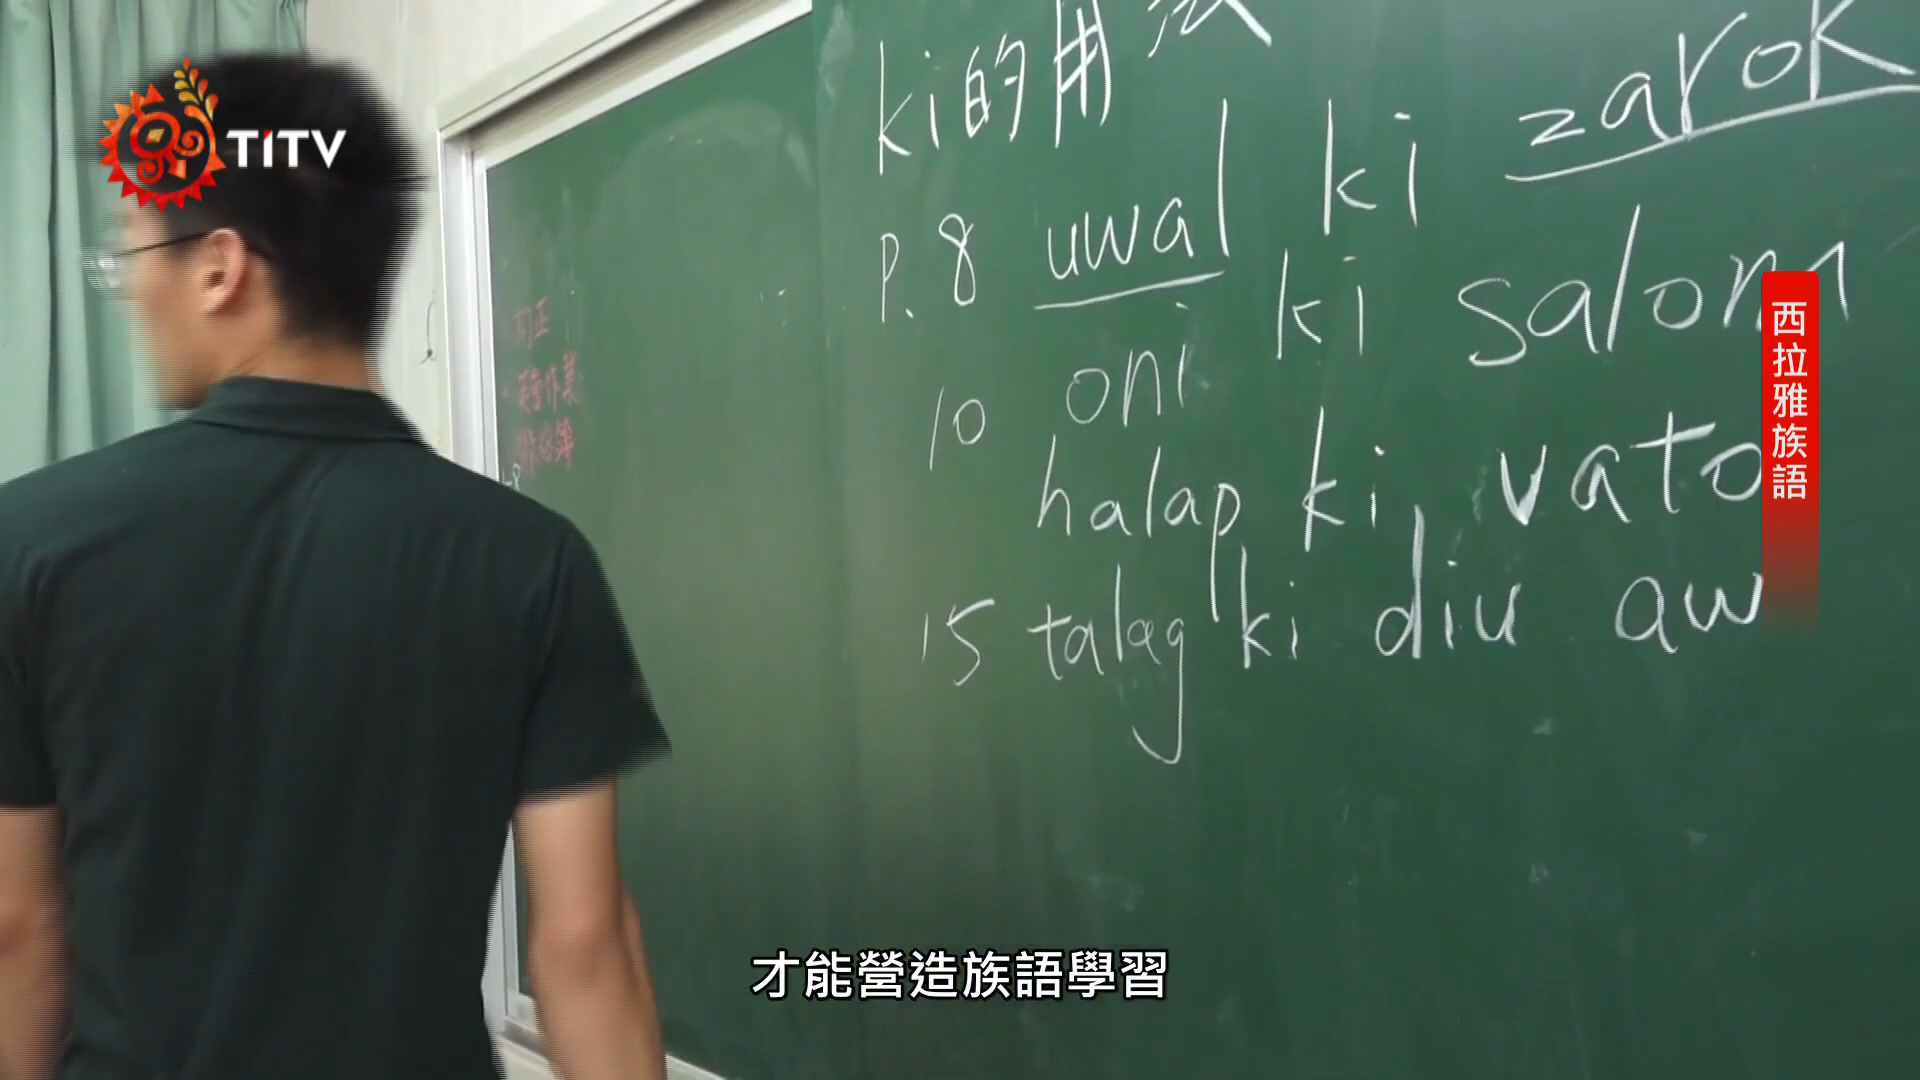 TITV
ki的用法
P.8 uwal ki zarok
oni ki salom
10
halap ki vato
15 talag ki diu aw
西拉雅族語
才能營造族語學習